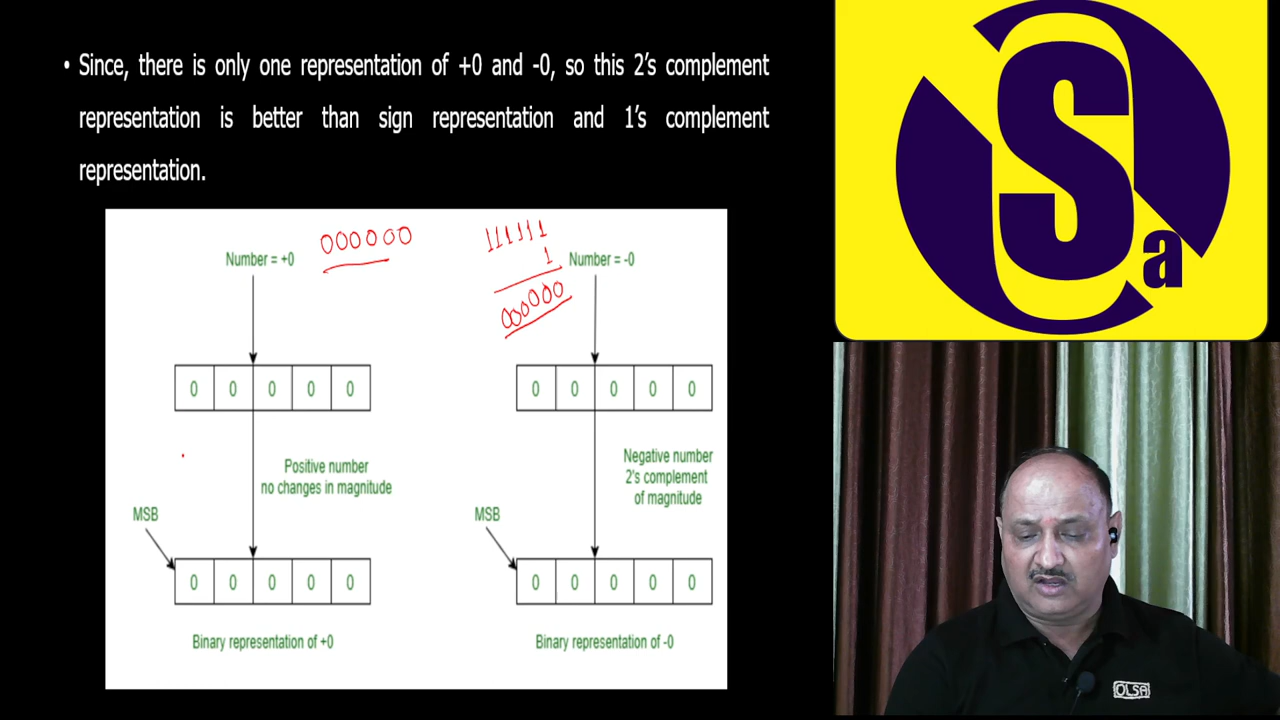 • Since, there is only one representation of +0 and -0, so this 2's complement
representation is better than sign representation and 1's complement
representation.
000000
Number = +0
111111
1
000000
Number = -0
0 0 0 0 0
0 0 0 0 0
Positive number
no changes in magnitude
Negative number
2's complement
of magnitude
MSB
MSB
0 0 0 0 0
0 0 0 0 0
Binary representation of +0
Binary representation of -0
Sa
OLSA